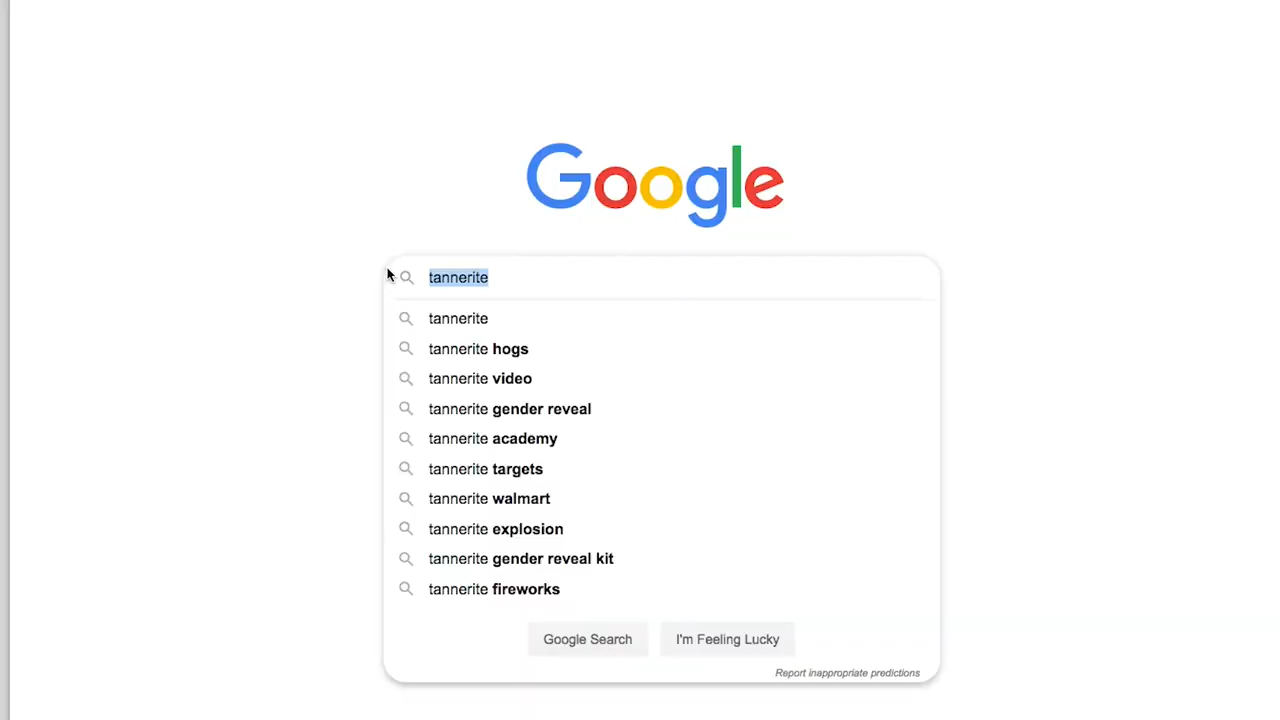 Google
tannerite
tannerite
tannerite hogs
tannerite video
tannerite gender reveal
tannerite academy
tannerite targets
tannerite walmart
tannerite explosion
tannerite gender reveal kit
tannerite fireworks
Google Search
I'm Feeling Lucky
Report inappropriate predictions